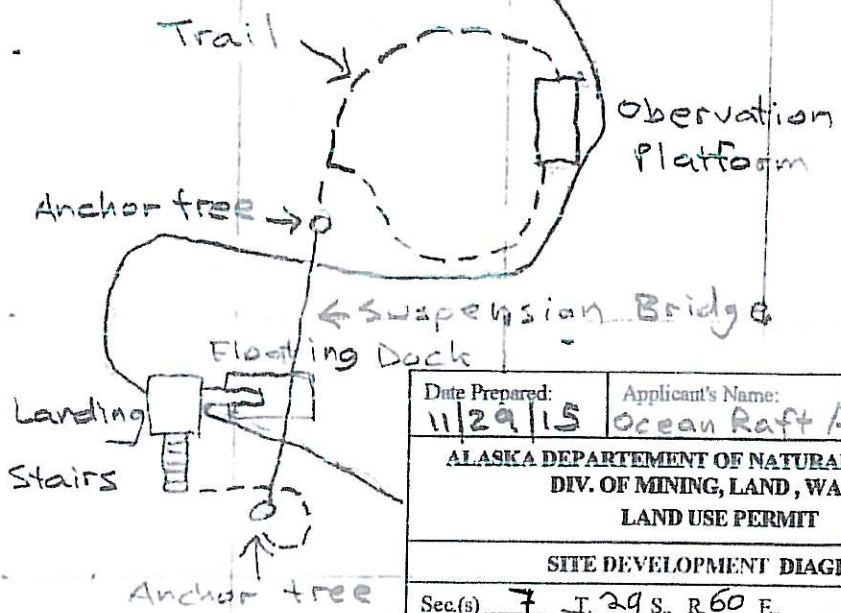 Trail
Obervation
Platform
Anchor tree
Suspension Bridge
Floating Dock
Landing
Stairs
Anchor tree
Date Prepared:
11/29/15
Applicant's Name:
Ocean Raft
ALASKA DEPARTEMENT OF NATURA
DIV. OF MINING, LAND, WA
LAND USE PERMIT
SITE DEVELOPMENT DIAG
Sec.(s) 7 T. 29 S., R 60 E.,